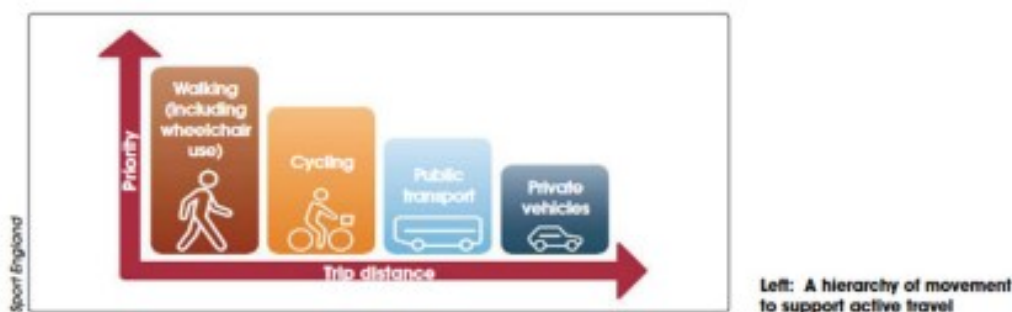 Priority
Walking
(including
wheelchair
use)
Cycling
Public
transport
Private
vehicles
Trip distance
Sport England
Left: A hierarchy of movement
to support active travel